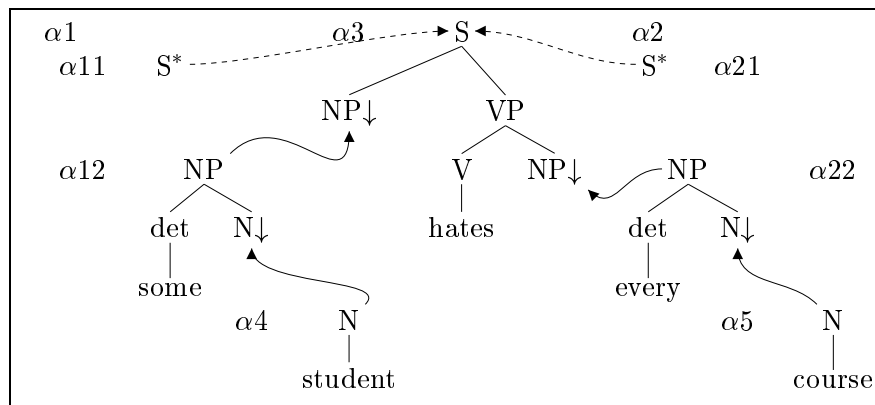 α1 α3 S α2
α11 S* S* α21
NP↓ VP
α12 NP V NP↓ NP α22
det N↓ hates det N↓
some every
α4 N α5 N
student course